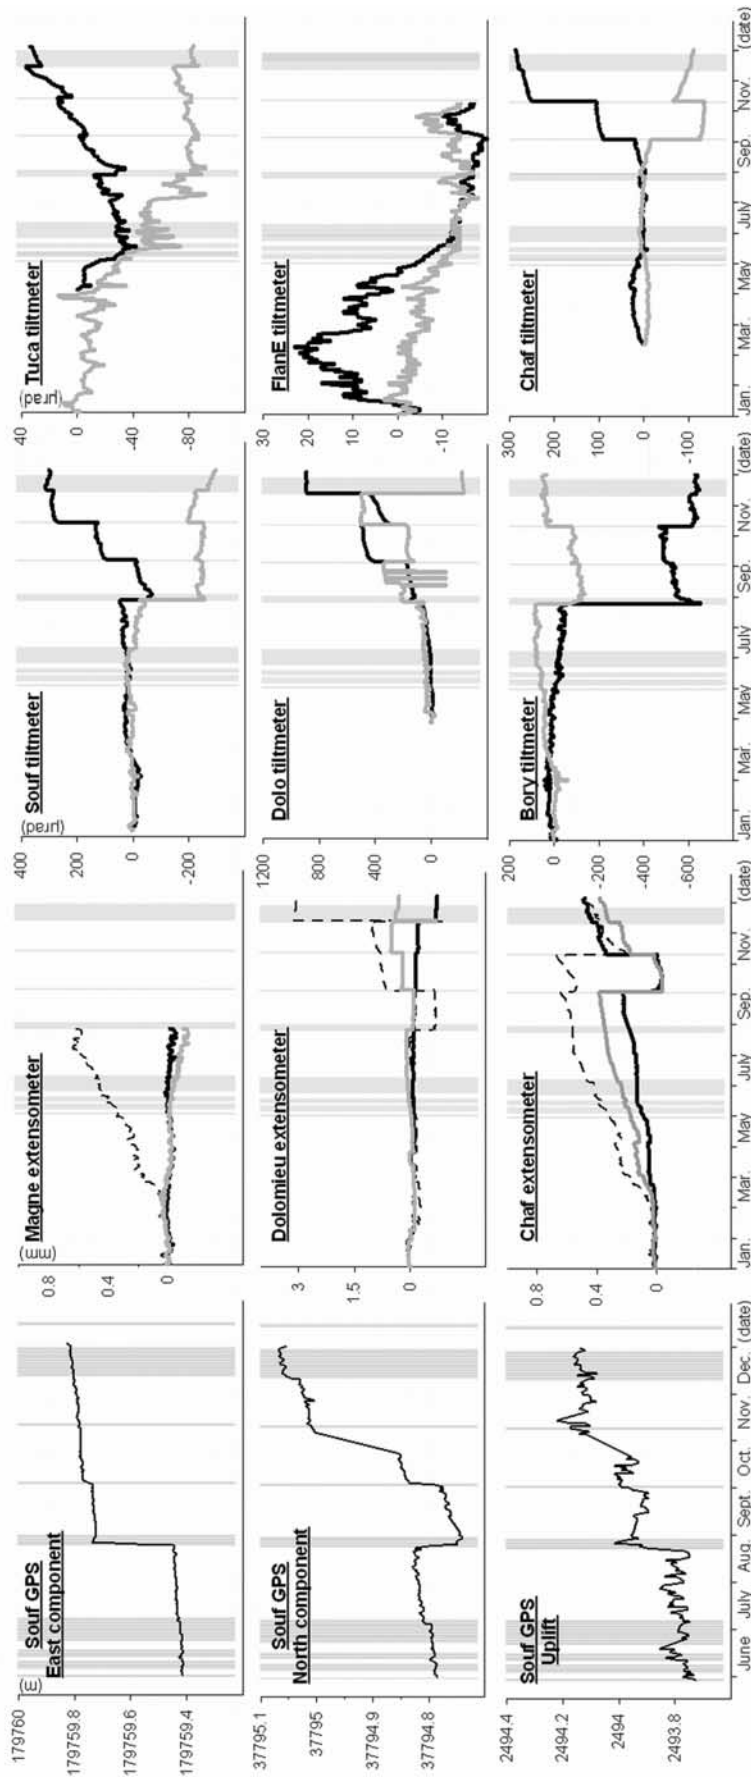 179760
179759.8
179759.6
179759.4
(m)
Souf GPS
East component
0.8
0.4
0
(mm)
Magne extensometer
400
200
0
-200
(µrad)
Souf tiltmeter
40
0
-40
-80
(µrad)
Tuca tiltmeter
37795.1
37795
37794.9
37794.8
Souf GPS
North component
3
1.5
0
Dolomieu extensometer
1200
800
400
0
Dolo tiltmeter
30
20
10
0
-10
FlanE tiltmeter
2494.4
2494.2
2494
2493.8
Souf GPS
Uplift
June July Aug. Sept. Oct. Nov. Dec. (date)
0.8
0.4
0
Chaf extensometer
Jan. Mar. May July Sep. Nov. (date)
200
0
-200
-400
-600
Bory tiltmeter
Jan. Mar. May July Sep. Nov. (date)
300
200
100
0
-100
Chaf tiltmeter
Jan. Mar. May July Sep. Nov. (date)